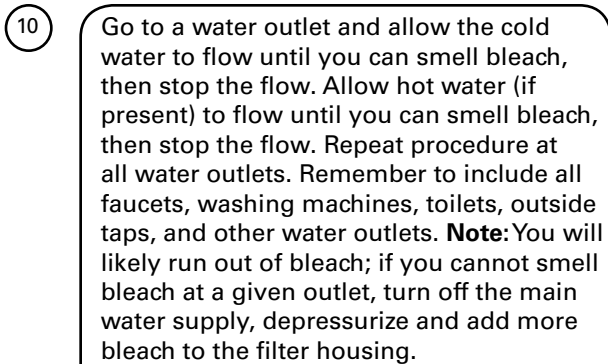 10
Go to a water outlet and allow the cold
water to flow until you can smell bleach,
then stop the flow. Allow hot water (if
present) to flow until you can smell bleach,
then stop the flow. Repeat procedure at
all water outlets. Remember to include all
faucets, washing machines, toilets, outside
taps, and other water outlets. Note: You will
likely run out of bleach; if you cannot smell
bleach at a given outlet, turn off the main
water supply, depressurize and add more
bleach to the filter housing.